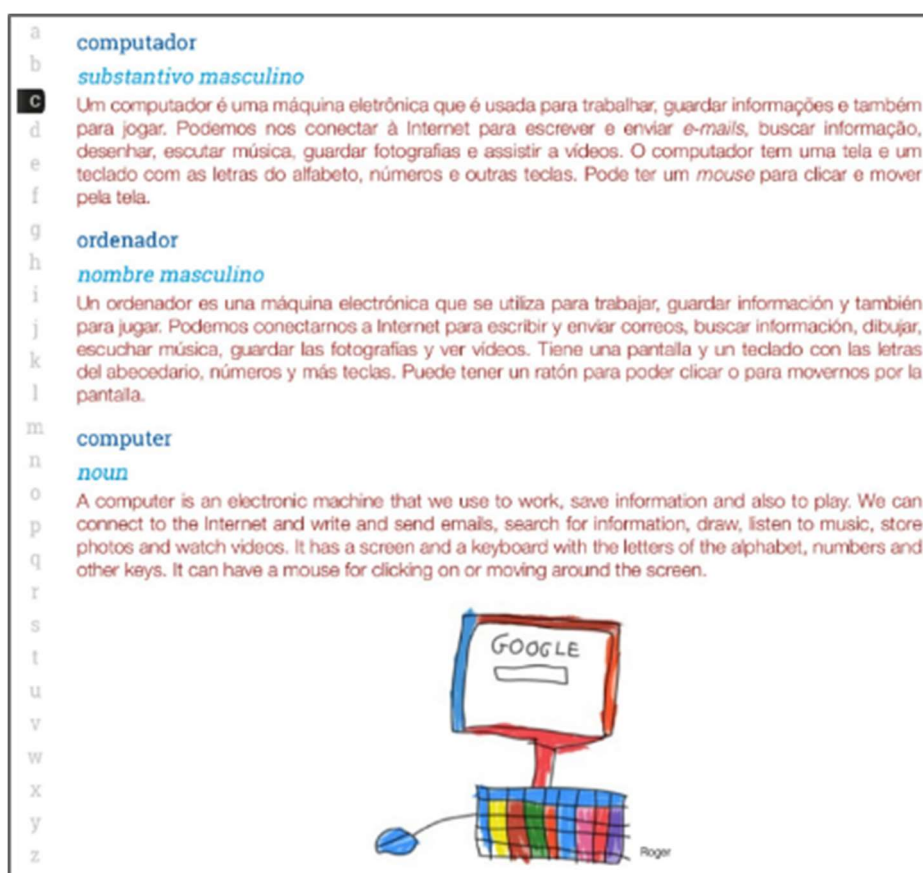 a
b
c
d
e
f
g
h
i
j
k
l
m
n
o
p
q
r
s
t
u
v
w
x
y
z
computador
substantivo masculino
Um computador é uma máquina eletrônica que é usada para trabalhar, guardar informações e também
para jogar. Podemos nos conectar à Internet para escrever e enviar e-mails, buscar informação,
desenhar, escutar música, guardar fotografias e assistir a vídeos. O computador tem uma tela e um
teclado com as letras do alfabeto, números e outras teclas. Pode ter um mouse para clicar e mover
pela tela.
ordenador
nombre masculino
Un ordenador es una máquina electrónica que se utiliza para trabajar, guardar información y también
para jugar. Podemos conectarnos a Internet para escribir y enviar correos, buscar información, dibujar,
escuchar música, guardar las fotografías y ver vídeos. Tiene una pantalla y un teclado con las letras
del abecedario, números y más teclas. Puede tener un ratón para poder clicar o para movernos por la
pantalla.
computer
noun
A computer is an electronic machine that we use to work, save information and also to play. We can
connect to the Internet and write and send emails, search for information, draw, listen to music, store
photos and watch videos. It has a screen and a keyboard with the letters of the alphabet, numbers and
other keys. It can have a mouse for clicking on or moving around the screen.
GOOGLE
Roger